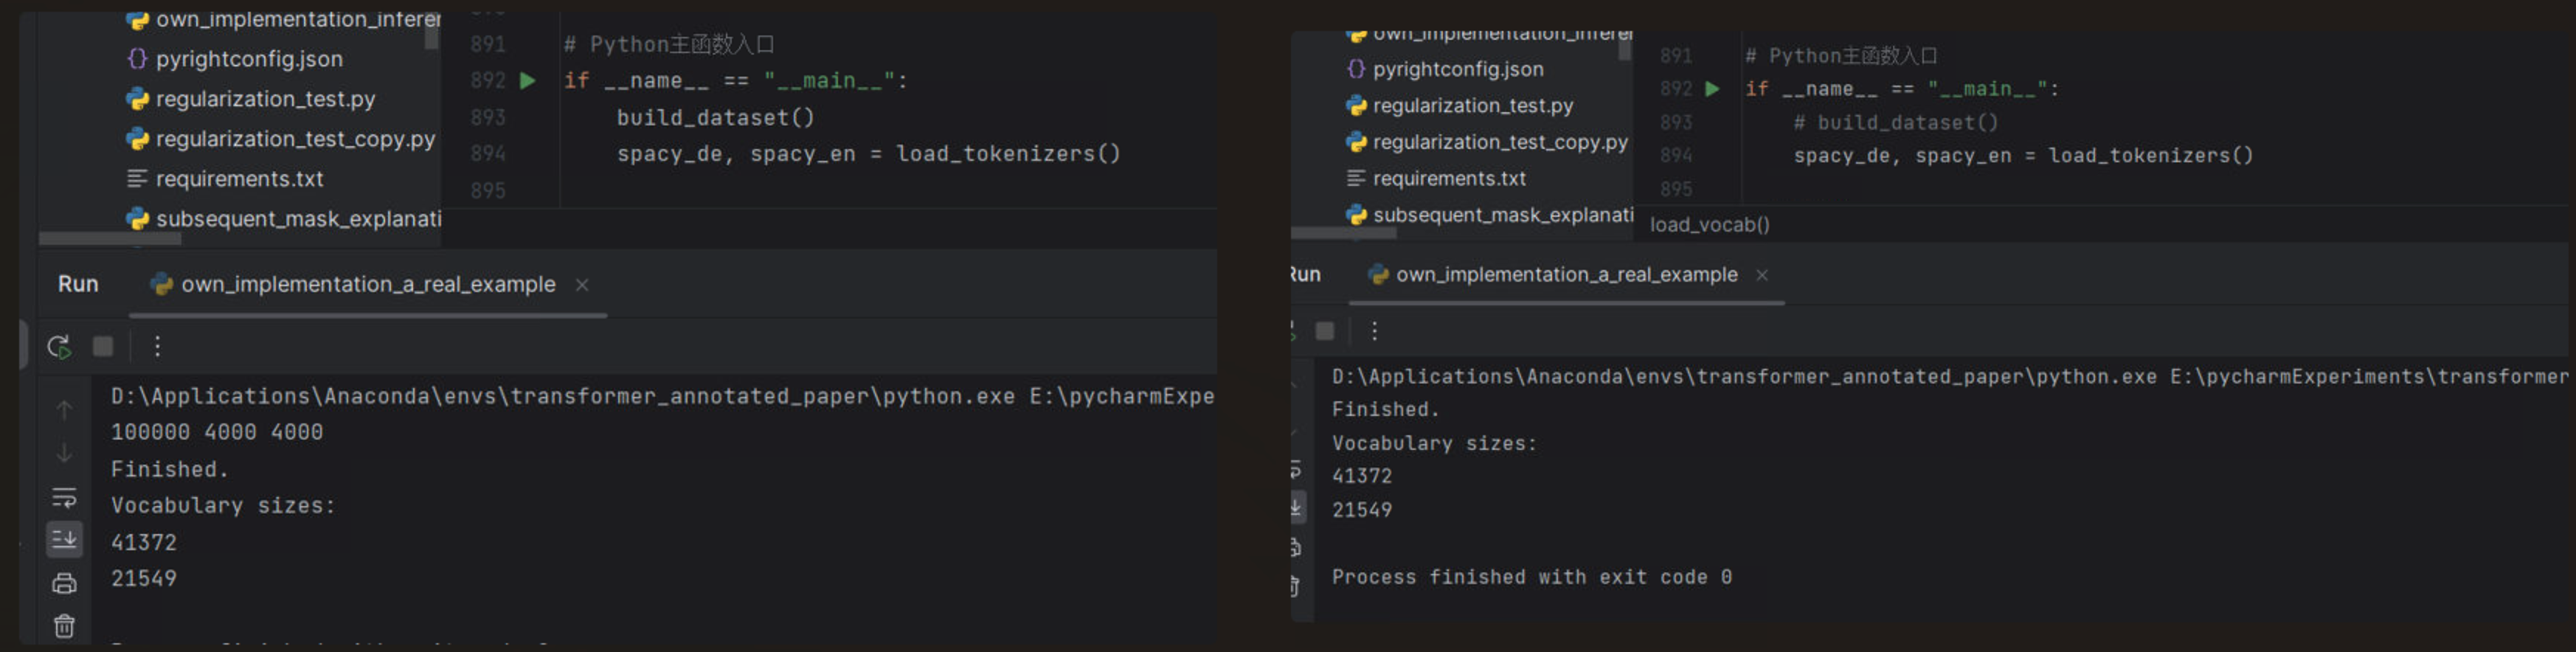 own_implementation_infere
pyrightconfig.json
regularization_test.py
regularization_test_copy.py
requirements.txt
subsequent_mask_explanati
891 # Python主函数入口
892 if __name__ == "__main__":
893 build_dataset()
894 spacy_de, spacy_en = load_tokenizers()
895
Run own_implementation_a_real_example ×
D:\Applications\Anaconda\envs\transformer_annotated_paper\python.exe E:\pycharmExpe
100000 4000 4000
Finished.
Vocabulary sizes:
41372
21549
own_implementation_infere
pyrightconfig.json
regularization_test.py
regularization_test_copy.py
requirements.txt
subsequent_mask_explanati
891 # Python主函数入口
892 if __name__ == "__main__":
893 # build_dataset()
894 spacy_de, spacy_en = load_tokenizers()
895
load_vocab()
Run own_implementation_a_real_example ×
D:\Applications\Anaconda\envs\transformer_annotated_paper\python.exe E:\pycharmExperiments\transformer
Finished.
Vocabulary sizes:
41372
21549
Process finished with exit code 0